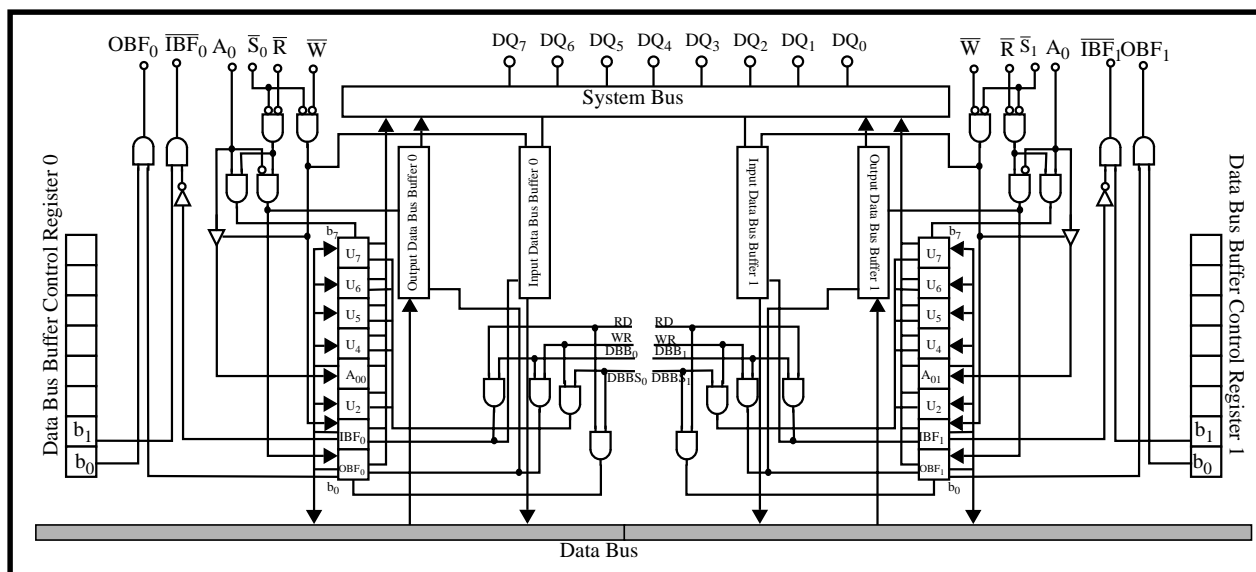 OBF0 IBF0 A0 S0 R W
DQ7 DQ6 DQ5 DQ4 DQ3 DQ2 DQ1 DQ0
W R S1 A0 IBF1 OBF1
System Bus
Data Bus Buffer Control Register 0
b1
b0
Output Data Bus Buffer 0
Input Data Bus Buffer 0
Input Data Bus Buffer 1
Output Data Bus Buffer 1
b7
U7
U6
U5
U4
A00
U2
IBF0
OBF0
b0
RD RD
WR WR
DBB0 DBB1
DBBS0 DBBS1
b7
U7
U6
U5
U4
A01
U2
IBF1
OBF1
b0
Data Bus Buffer Control Register 1
b1
b0
Data Bus